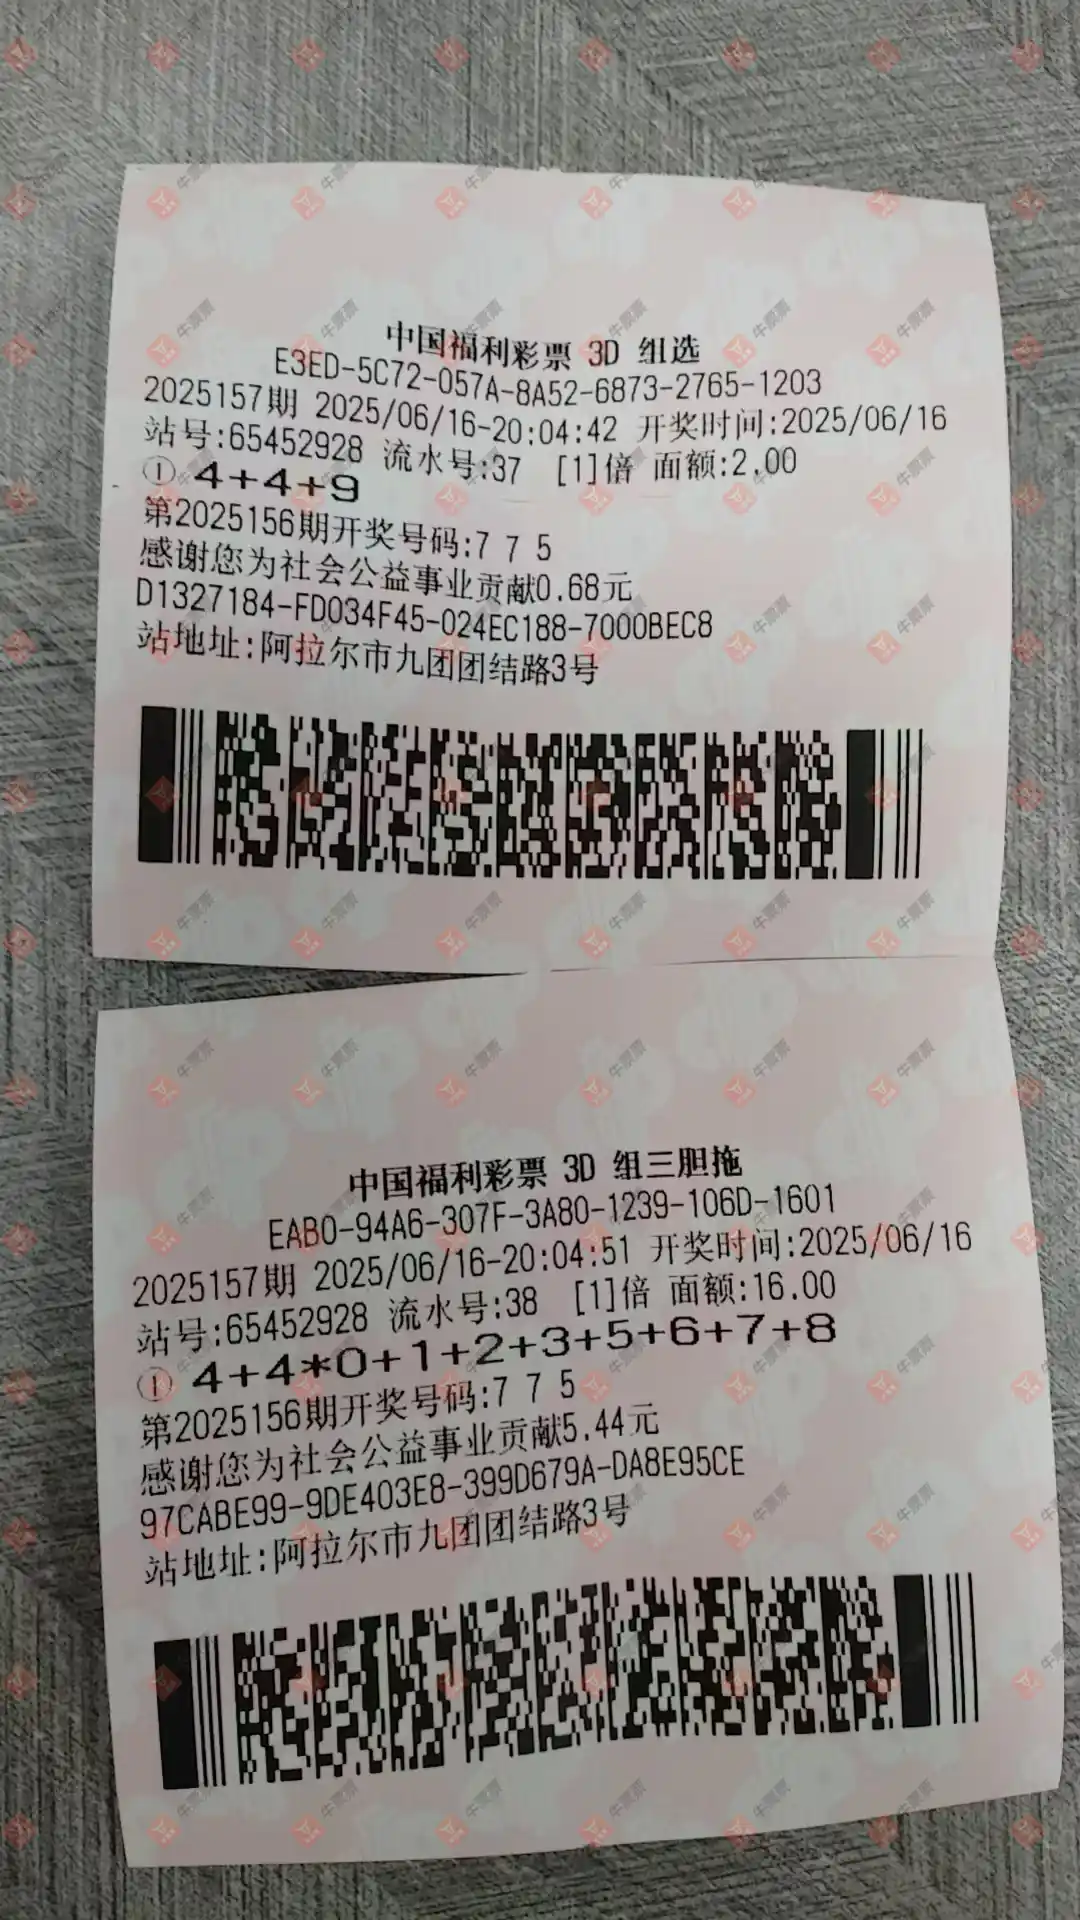 中国福利彩票 3D 组选
E3ED-5C72-057A-8A52-6873-2765-1203
2025157期 2025/06/16-20:04:42 开奖时间:2025/06/16
站号:65452928 流水号:37 [1]倍 面额:2.00
① 4+4+9
第2025156期开奖号码:7 7 5
感谢您为社会公益事业贡献0.68元
D1327184-FD034F45-024EC188-7000BEC8
站地址:阿拉尔市九团团结路3号
中国福利彩票 3D 组三胆拖
EAB0-94A6-307F-3A80-1239-106D-1601
2025157期 2025/06/16-20:04:51 开奖时间:2025/06/16
站号:65452928 流水号:38 [1]倍 面额:16.00
① 4+4*0+1+2+3+5+6+7+8
第2025156期开奖号码:7 7 5
感谢您为社会公益事业贡献5.44元
97CABE99-9DE403E8-399D679A-DA8E95CE
站地址:阿拉尔市九团团结路3号
牛票票